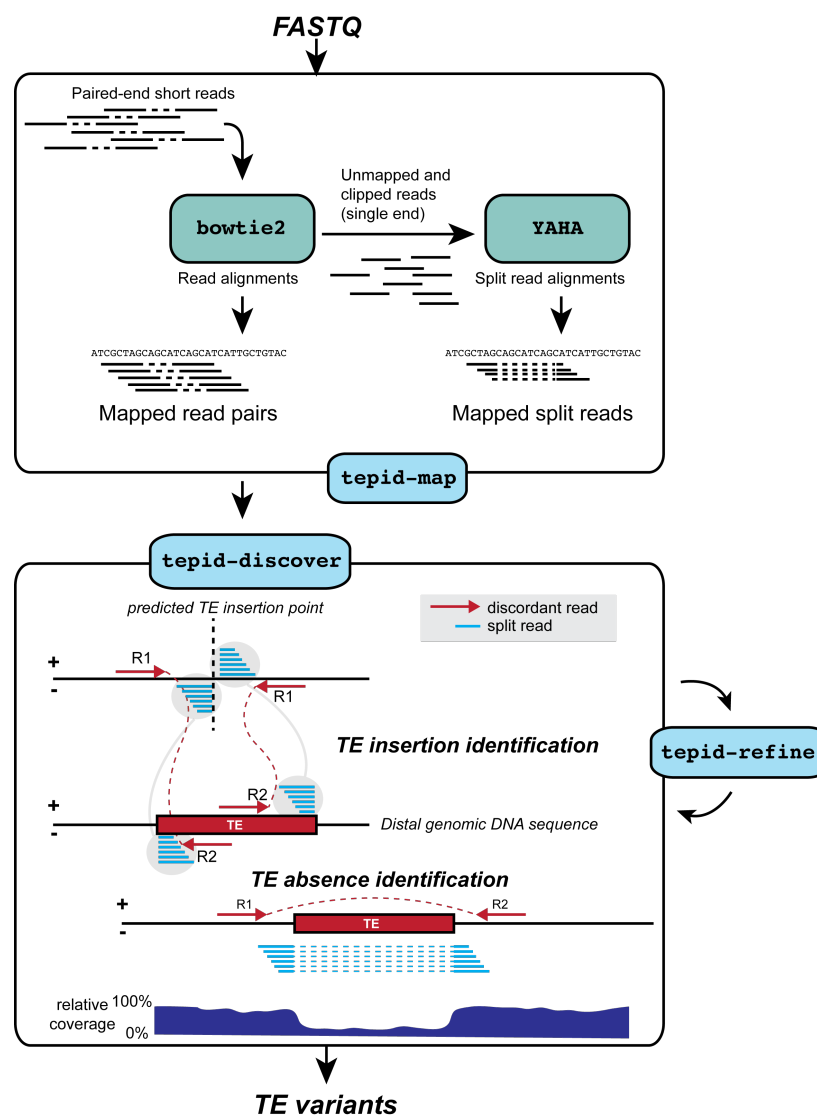 FASTQ
Paired-end short reads
Unmapped and
clipped reads
(single end)
bowtie2
YAHA
Read alignments
Split read alignments
ATCGCTAGCAGCATCAGCATCATTGCTGTAC
ATCGCTAGCAGCATCAGCATCATTGCTGTAC
Mapped read pairs
Mapped split reads
tepid-map
tepid-discover
predicted TE insertion point
discordant read
split read
+
R1
-
R1
TE insertion identification
tepid-refine
R2
+
TE
Distal genomic DNA sequence
-
R2
TE absence identification
+
R1
R2
TE
-
relative
coverage
100%
0%
TE variants